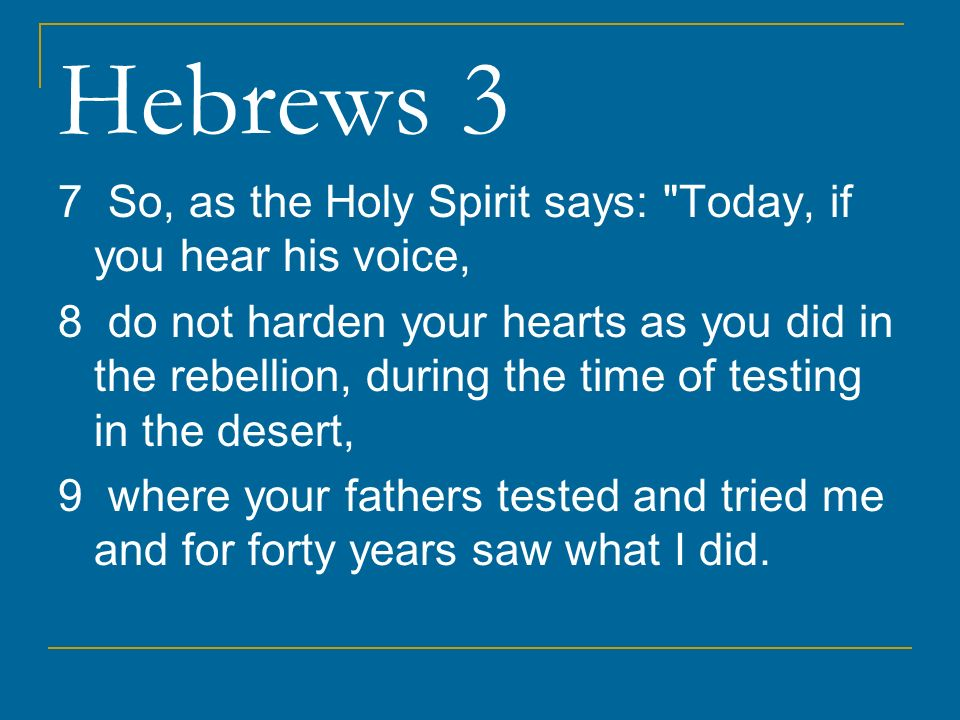 Hebrews 3
7  So, as the Holy Spirit says: "Today, if
you hear his voice,
8  do not harden your hearts as you did in
the rebellion, during the time of testing
in the desert,
9  where your fathers tested and tried me
and for forty years saw what I did.